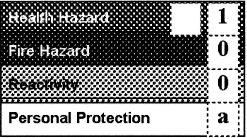 Health Hazard 1
Fire Hazard 0
Reactivity 0
Personal Protection a